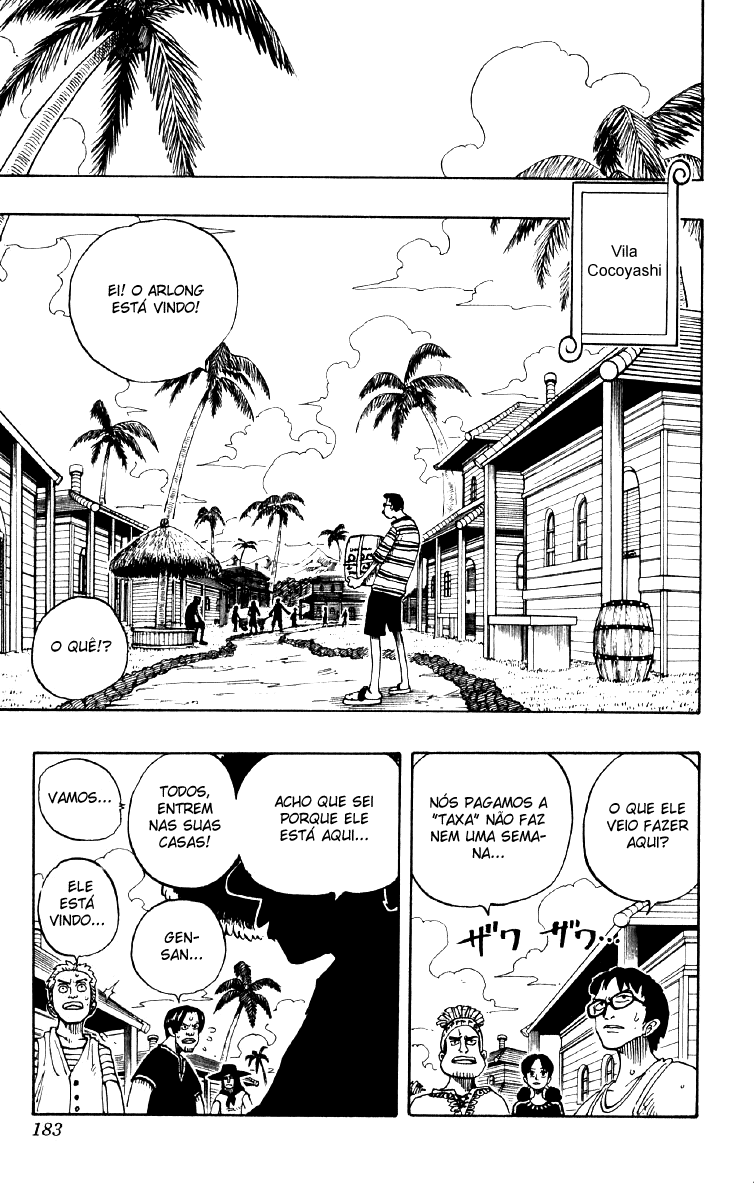 Vila
Cocoyashi
EI! O ARLONG
ESTÁ VINDO!
O QUÊ!?
O QUE ELE
VEIO FAZER
AQUI?
NÓS PAGAMOS A
"TAXA" NÃO FAZ
NEM UMA SEMA-
NA...
ザワ ザワ...
ACHO QUE SEI
PORQUE ELE
ESTÁ AQUI...
TODOS,
ENTREM
NAS SUAS
CASAS!
GEN-
SAN...
VAMOS...
ELE
ESTÁ
VINDO...
183